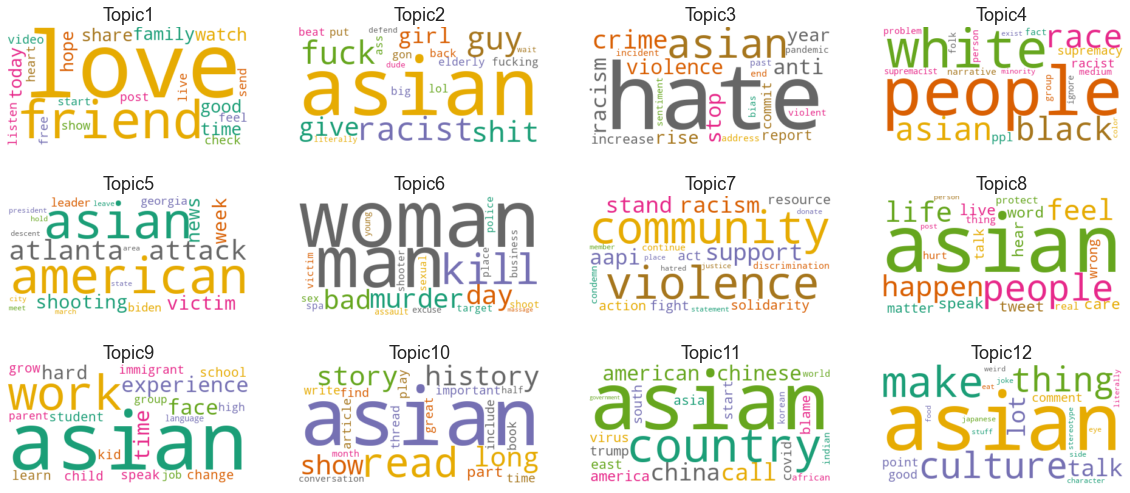 Topic1
love
friend
share
family
watch
video
heart
hope
today
listen
free
start
show
post
live
send
good
feel
time
check
Topic2
asian
beat
put
defend
ass
girl
guy
wait
fuck
gon
back
elderly
fucking
dude
big
lol
give
racist
shit
literally
Topic3
crime
asian
year
pandemic
incident
violence
past
end
anti
racism
hate
sentiment
stop
bias
commit
violent
increase
rise
address
report
Topic4
problem
white
folk
person
exist
fact
race
supremacy
supremacist
narrative
minority
racist
medium
people
group
ignore
asian
ppl
black
color
Topic5
president
leader
leave
georgia
news
week
hold
asian
descent
atlanta
area
attack
american
state
city
meet
shooting
march
biden
victim
Topic6
woman
young
police
man
kill
victim
shooter
sexual
place
business
sex
spa
bad
murder
day
assault
excuse
target
shoot
massage
Topic7
stand
racism
resource
donate
community
member
continue
aapi
place
act
support
condemn
hatred
justice
discrimination
violence
action
fight
statement
solidarity
Topic8
life
live
person
protect
word
feel
thing
post
talk
hear
asian
hurt
wrong
happen
people
matter
speak
tweet
real
care
Topic9
grow
hard
immigrant
school
work
experience
group
face
high
parent
student
language
time
asian
kid
learn
child
speak
job
change
Topic10
story
play
history
write
find
important
half
asian
article
thread
great
include
book
month
show
read
long
conversation
part
time
Topic11
american
chinese
world
government
asian
south
asia
start
korean
blame
virus
country
trump
covid
indian
east
america
china
call
african
Topic12
make
weird
joke
thing
eat
comment
literally
asian
food
japanese
lot
stereotype
eye
stuff
side
point
good
culture
talk
character